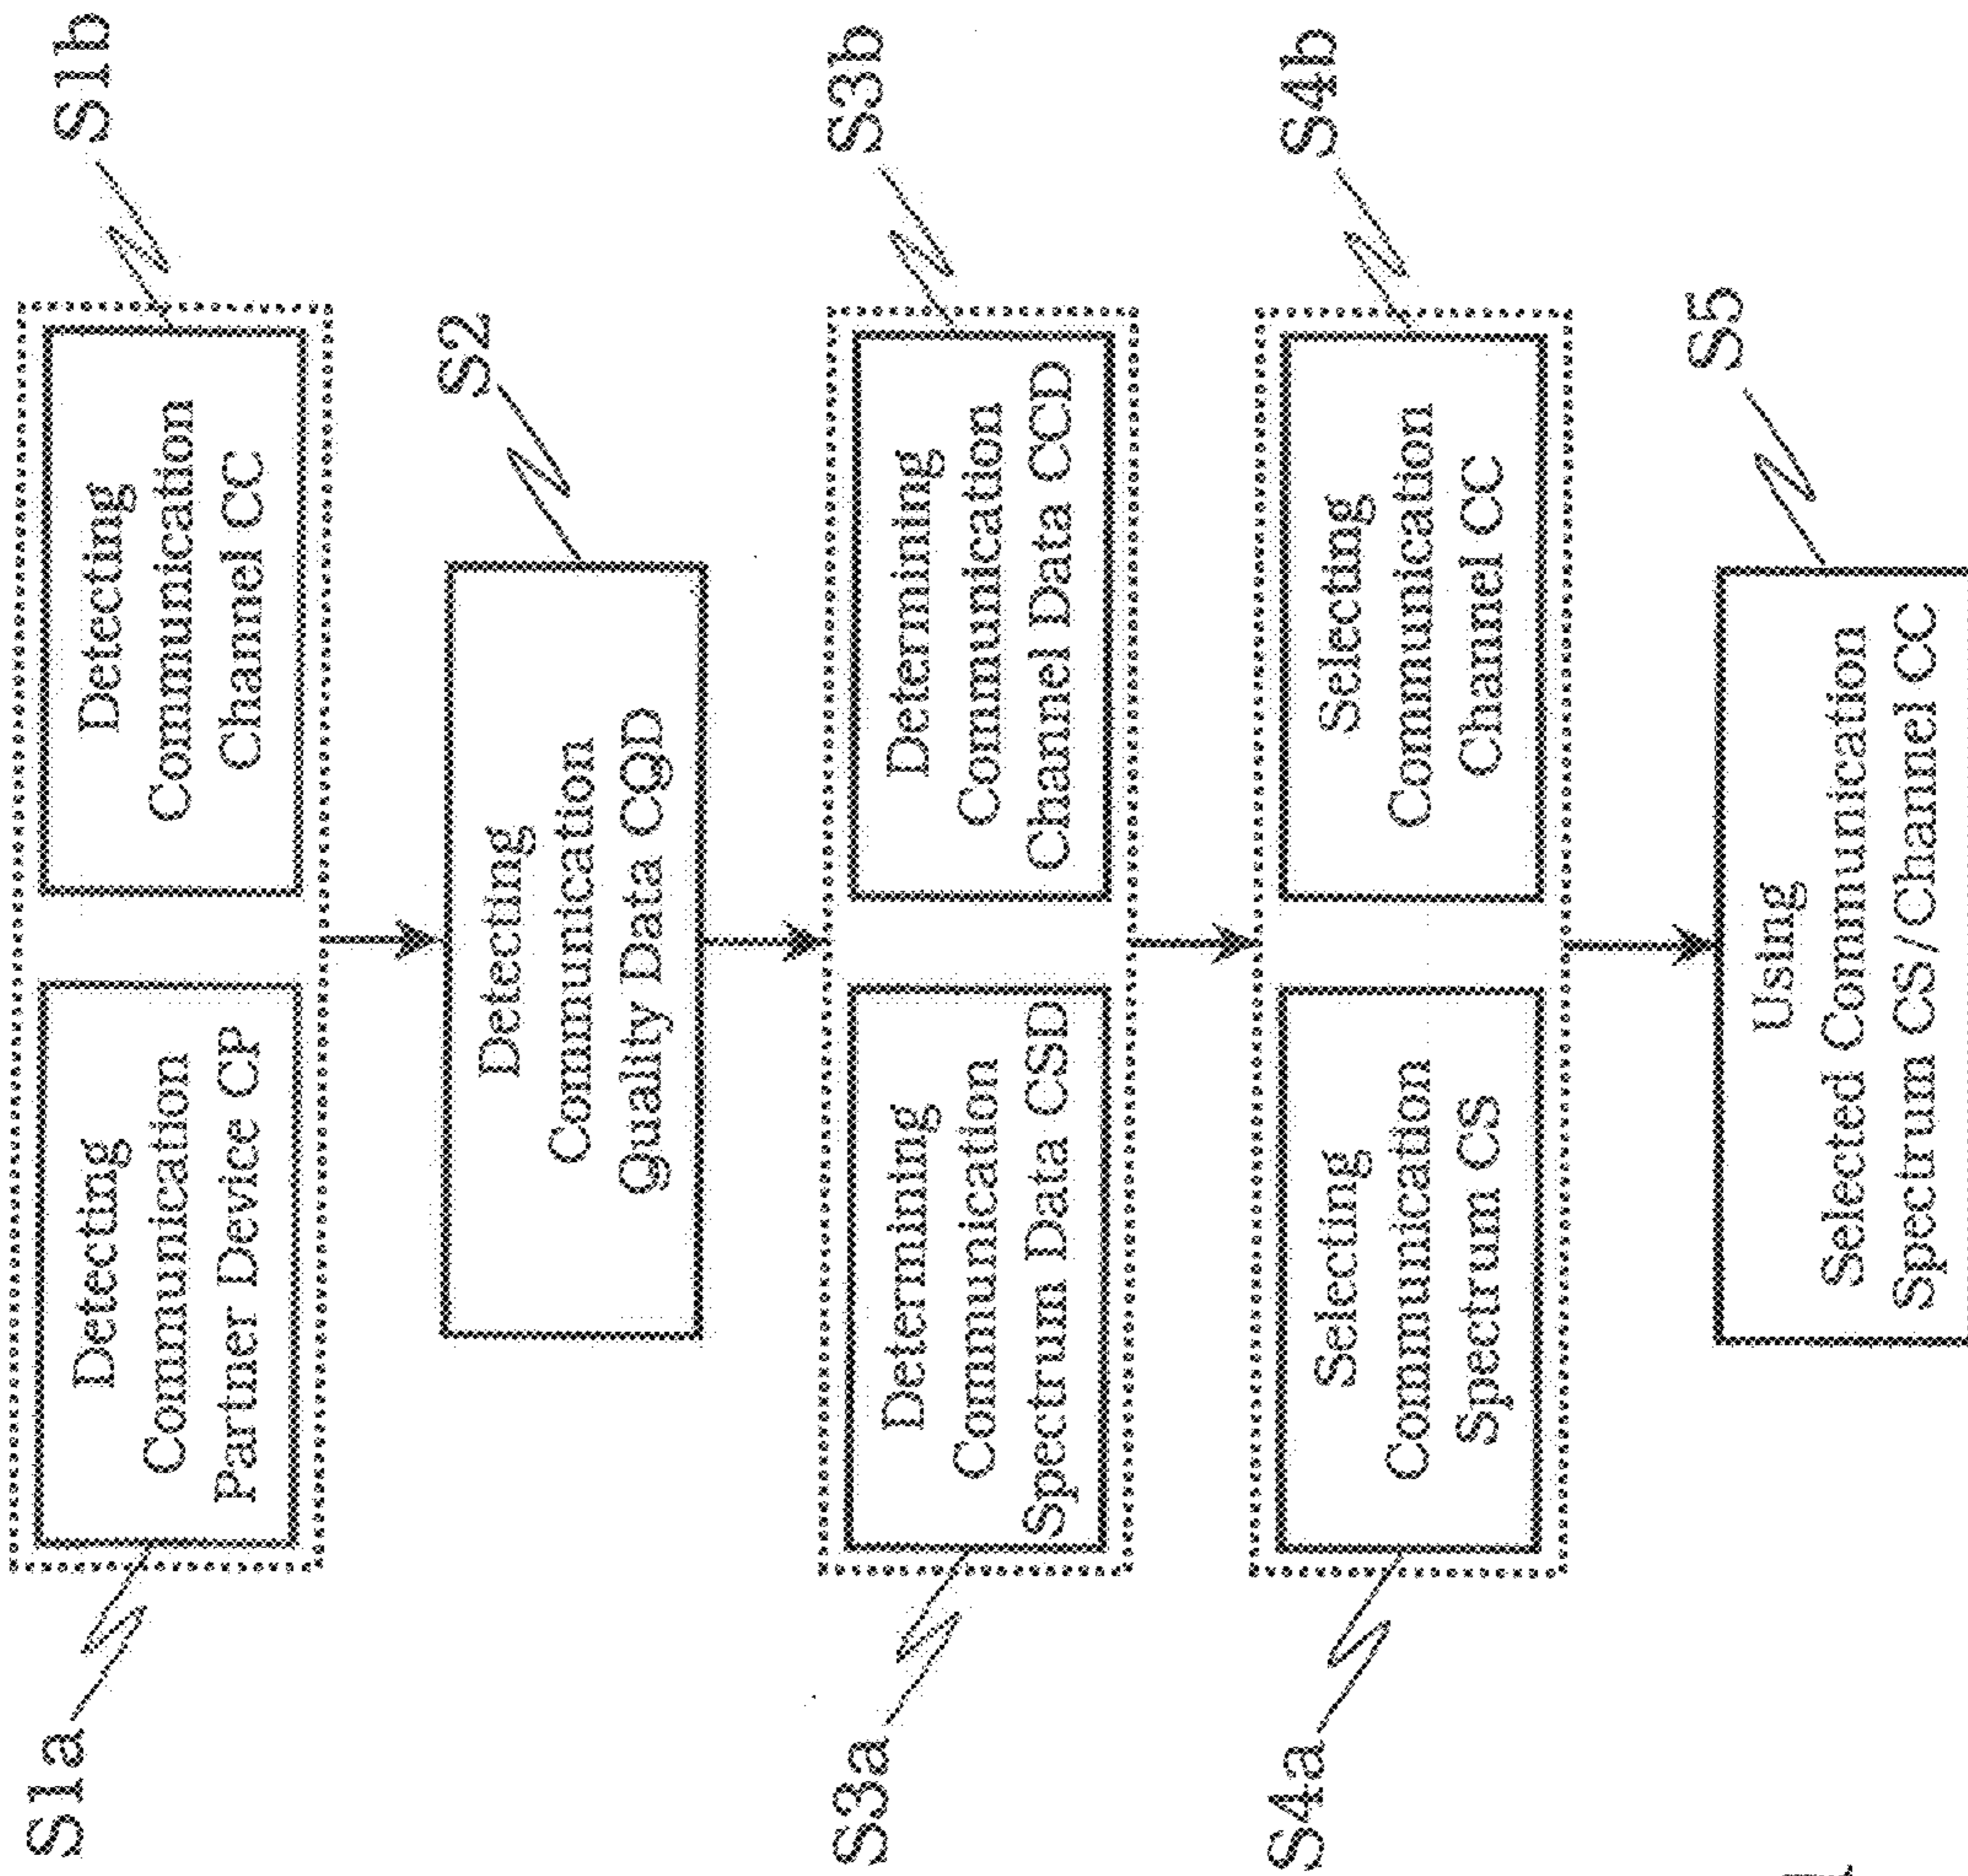 S1a
Detecting
Communication
Partner Device CP
Detecting
Communication
Channel CC
S1b
Detecting
Communication
Quality Data CQD
S2
S3a
Determining
Communication
Spectrum Data CSD
Determining
Communication
Channel Data CCD
S3b
S4a
Selecting
Communication
Spectrum CS
Selecting
Communication
Channel CC
S4b
Using
Selected Communication
Spectrum CS/Channel CC
S5